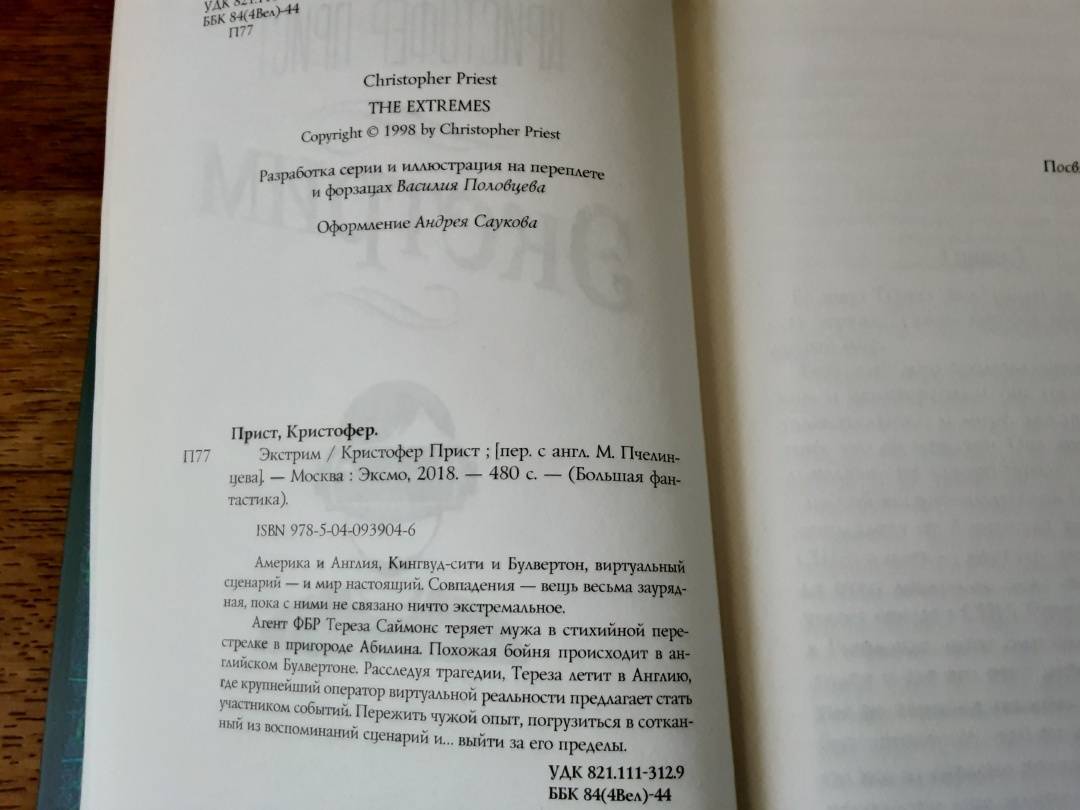 УДК 821.11
ББК 84(4Вел)-44
П77
Christopher Priest
THE EXTREMES
Copyright © 1998 by Christopher Priest
Разработка серии и иллюстрация на переплете
и форзацах Василия Половцева
Оформление Андрея Саукова
Прист, Кристофер.
П77 Экстрим / Кристофер Прист ; [пер. с англ. М. Пчелин-
цева]. — Москва : Эксмо, 2018. — 480 с. — (Большая фан-
тастика).
ISBN 978-5-04-093904-6
Америка и Англия, Кингвуд-сити и Булвертон, виртуальный
сценарий — и мир настоящий. Совпадения — вещь весьма зауряд-
ная, пока с ними не связано ничто экстремальное.
Агент ФБР Тереза Саймонс теряет мужа в стихийной пере-
стрелке в пригороде Абилина. Похожая бойня происходит в ан-
глийском Булвертоне. Расследуя трагедии, Тереза летит в Англию,
где крупнейший оператор виртуальной реальности предлагает стать
участником событий. Пережить чужой опыт, погрузиться в соткан-
ный из воспоминаний сценарий и... выйти за его пределы.
УДК 821.111-312.9
ББК 84(4Вел)-44
Посв